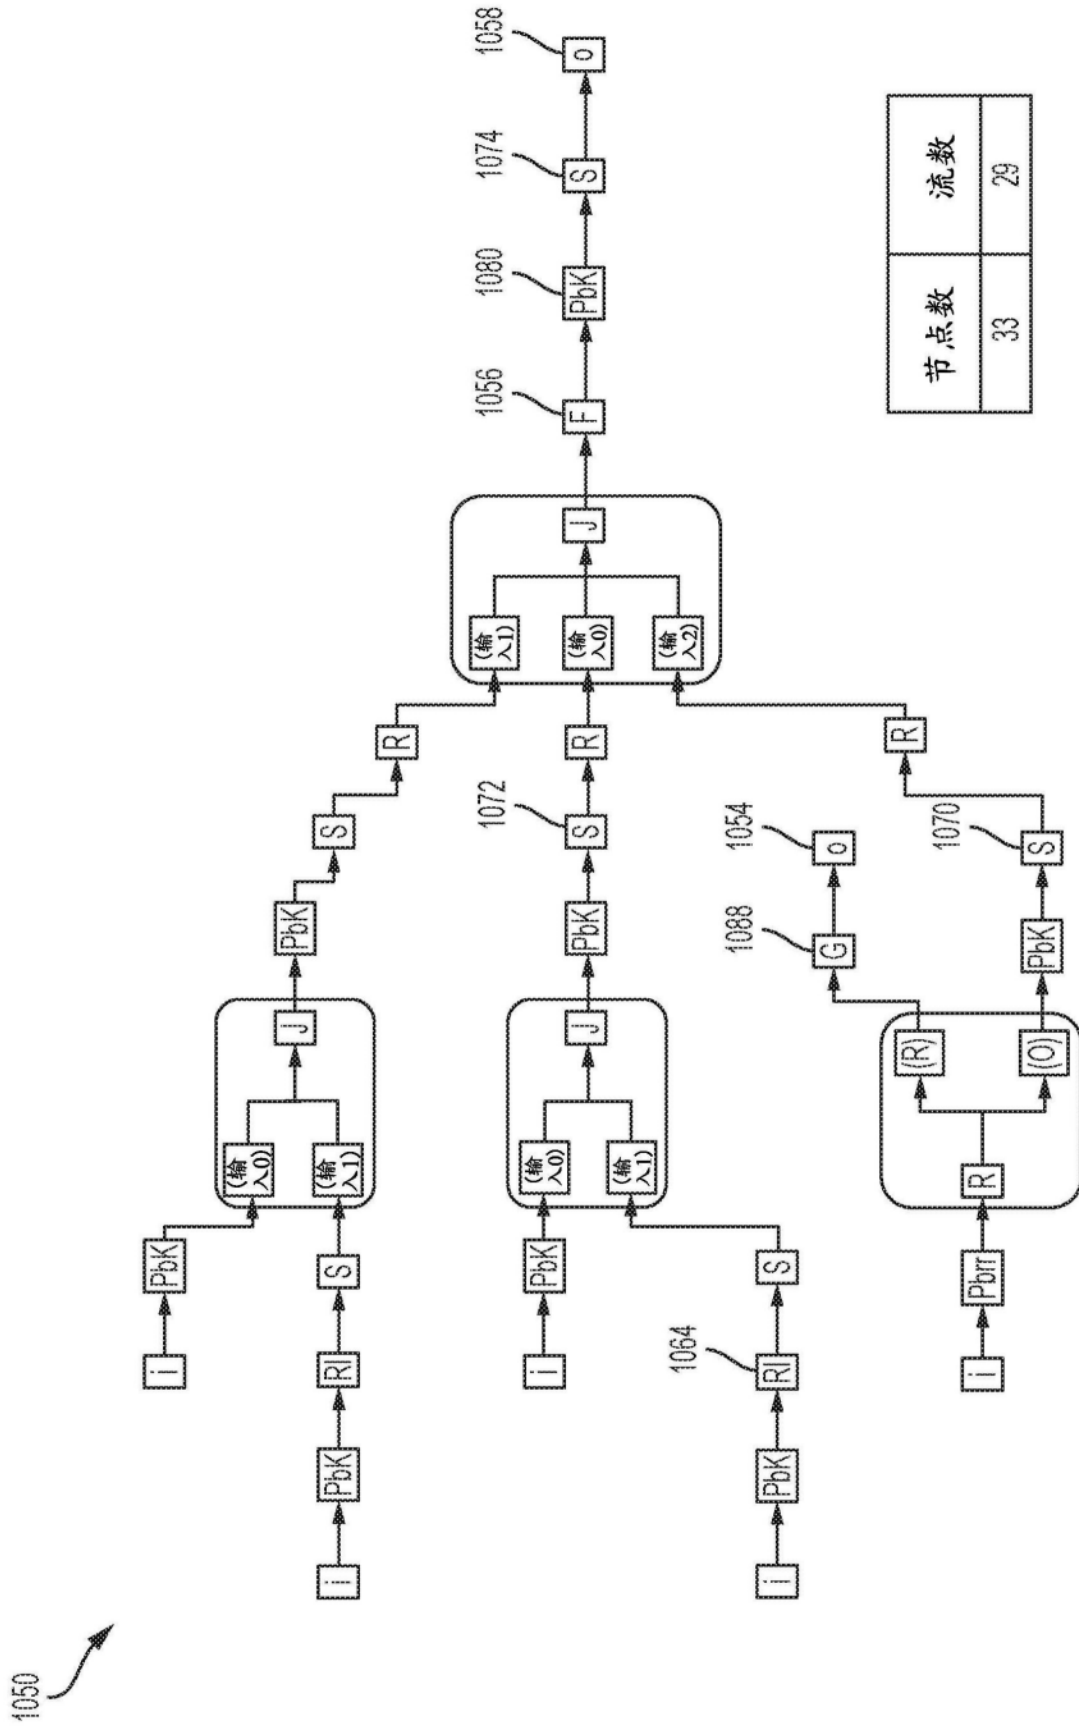 1050
i
PbK
RI
S
i
PbK
(输入0)
(输入1)
J
PbK
S
R
i
PbK
RI
1064
S
i
PbK
(输入0)
(输入1)
J
PbK
S
1072
R
i
Pbrr
R
(R)
(O)
G
1088
o
1054
PbK
S
1070
R
(输入1)
(输入0)
(输入2)
J
F
1056
PbK
1080
S
1074
o
1058
节点数 流数
33 29